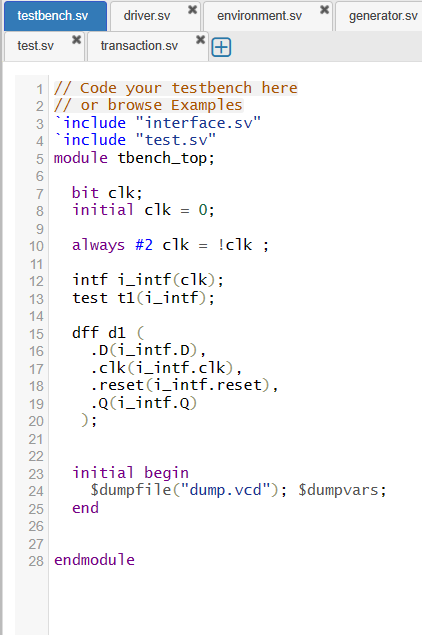 testbench.sv driver.sv environment.sv generator.sv
test.sv transaction.sv
1 // Code your testbench here
2 // or browse Examples
3 `include "interface.sv"
4 `include "test.sv"
5 module tbench_top;
6
7 bit clk;
8 initial clk = 0;
9
10 always #2 clk = !clk ;
11
12 intf i_intf(clk);
13 test t1(i_intf);
14
15 dff d1 (
16 .D(i_intf.D),
17 .clk(i_intf.clk),
18 .reset(i_intf.reset),
19 .Q(i_intf.Q)
20 );
21
22
23 initial begin
24 $dumpfile("dump.vcd"); $dumpvars;
25 end
26
27
28 endmodule